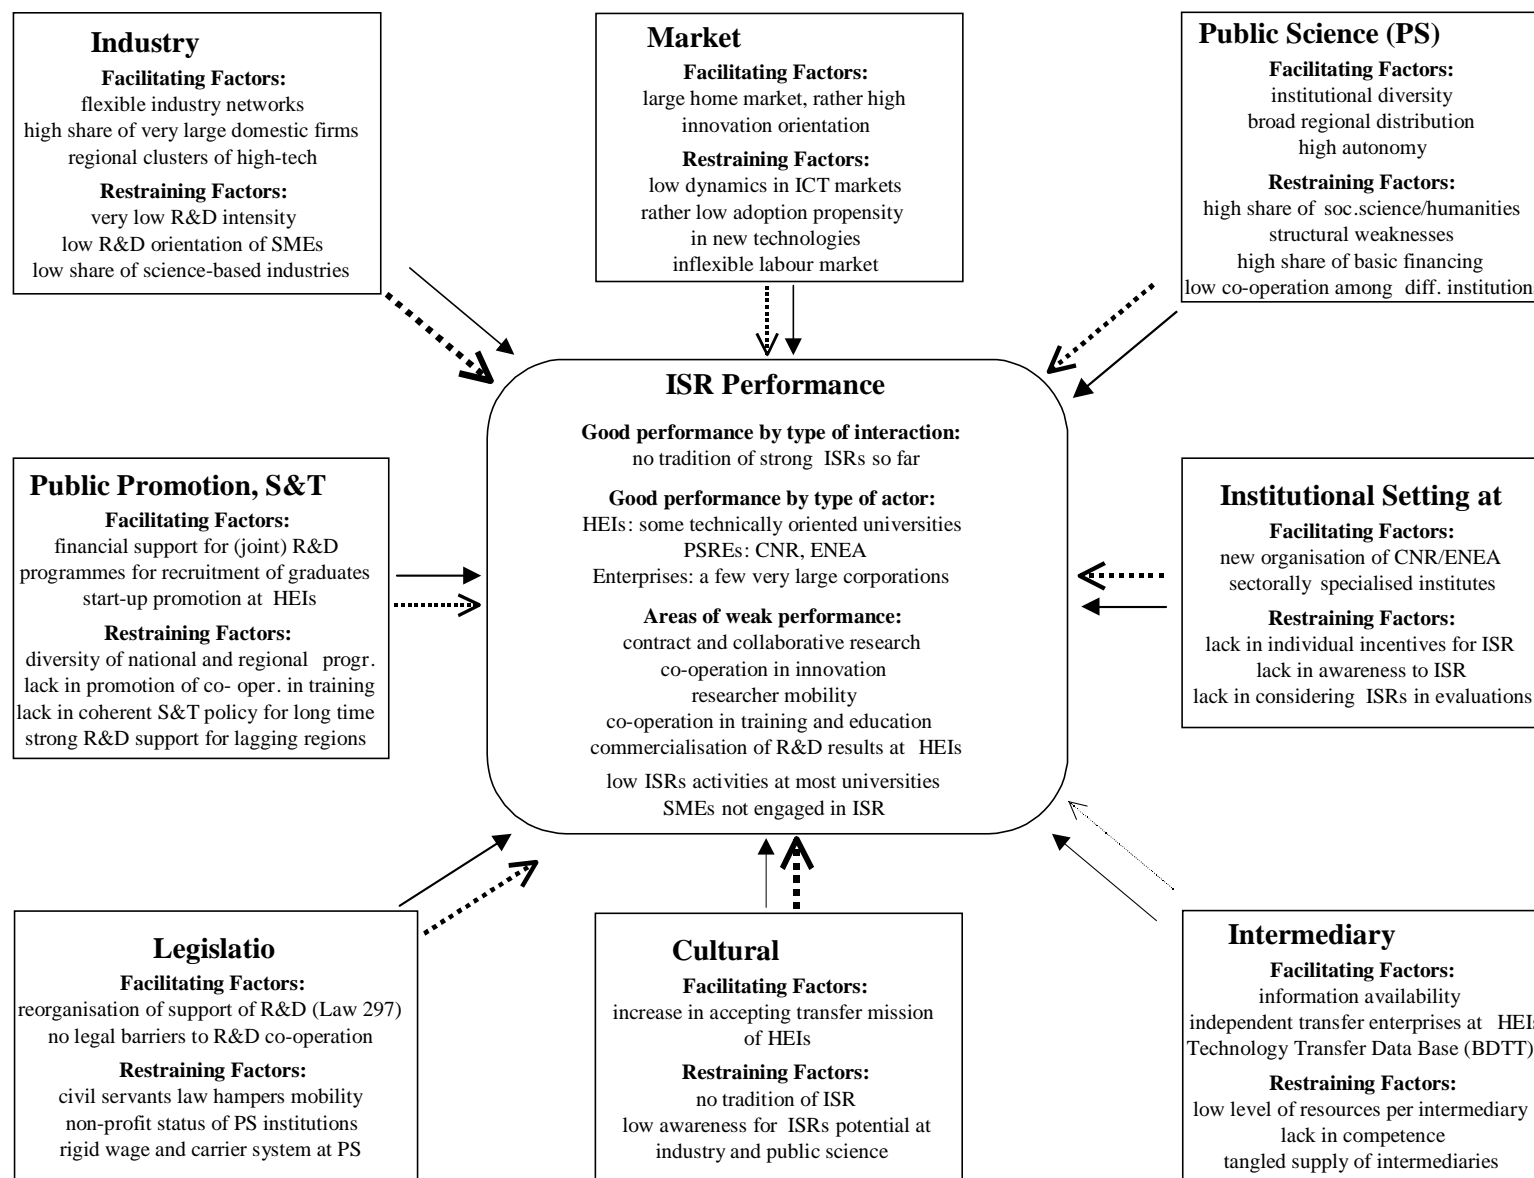 Industry
Facilitating Factors:
flexible industry networks
high share of very large domestic firms
regional clusters of high-tech
Restraining Factors:
very low R&D intensity
low R&D orientation of SMEs
low share of science-based industries
Market
Facilitating Factors:
large home market, rather high
innovation orientation
Restraining Factors:
low dynamics in ICT markets
rather low adoption propensity
in new technologies
inflexible labour market
Public Science (PS)
Facilitating Factors:
institutional diversity
broad regional distribution
high autonomy
Restraining Factors:
high share of soc.science/humanities
structural weaknesses
high share of basic financing
low co-operation among diff. institution
ISR Performance
Good performance by type of interaction:
no tradition of strong ISRs so far
Good performance by type of actor:
HEIs: some technically oriented universities
PSREs: CNR, ENEA
Enterprises: a few very large corporations
Areas of weak performance:
contract and collaborative research
co-operation in innovation
researcher mobility
co-operation in training and education
commercialisation of R&D results at HEIs
low ISRs activities at most universities
SMEs not engaged in ISR
Public Promotion, S&T
Facilitating Factors:
financial support for (joint) R&D
programmes for recruitment of graduates
start-up promotion at HEIs
Restraining Factors:
diversity of national and regional progr.
lack in promotion of co- oper. in training
lack in coherent S&T policy for long time
strong R&D support for lagging regions
Institutional Setting at
Facilitating Factors:
new organisation of CNR/ENEA
sectorally specialised institutes
Restraining Factors:
lack in individual incentives for ISR
lack in awareness to ISR
lack in considering ISRs in evaluations
Legislatio
Facilitating Factors:
reorganisation of support of R&D (Law 297)
no legal barriers to R&D co-operation
Restraining Factors:
civil servants law hampers mobility
non-profit status of PS institutions
rigid wage and carrier system at PS
Cultural
Facilitating Factors:
increase in accepting transfer mission
of HEIs
Restraining Factors:
no tradition of ISR
low awareness for ISRs potential at
industry and public science
Intermediary
Facilitating Factors:
information availability
independent transfer enterprises at HEIs
Technology Transfer Data Base (BDTT)
Restraining Factors:
low level of resources per intermediary
lack in competence
tangled supply of intermediaries